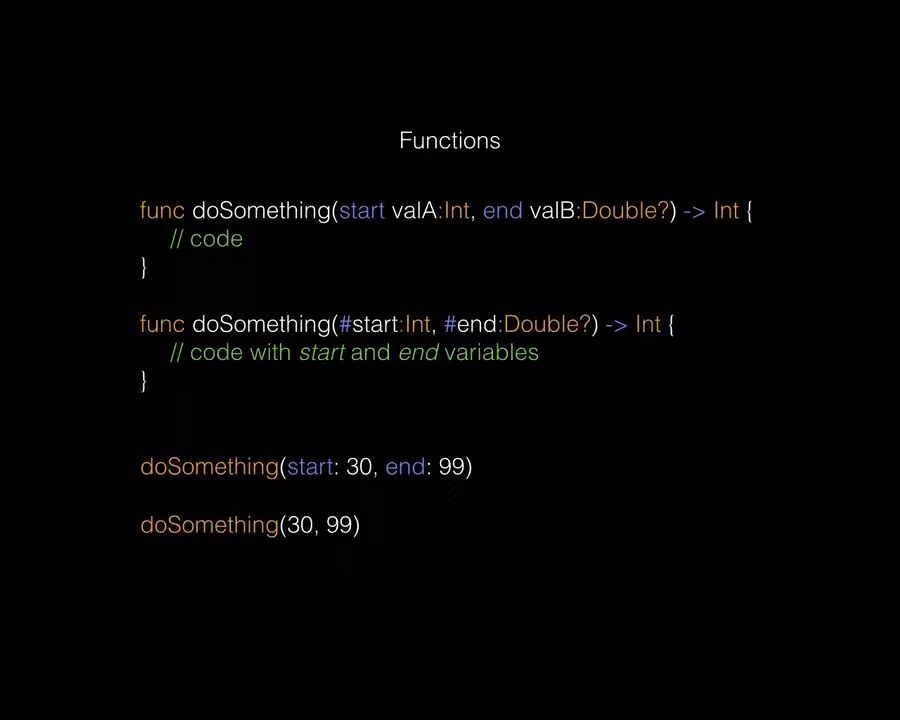 Functions
func doSomething(start valA:Int, end valB:Double?) -> Int {
// code
}
func doSomething(#start:Int, #end:Double?) -> Int {
// code with start and end variables
}
doSomething(start: 30, end: 99)
doSomething(30, 99)